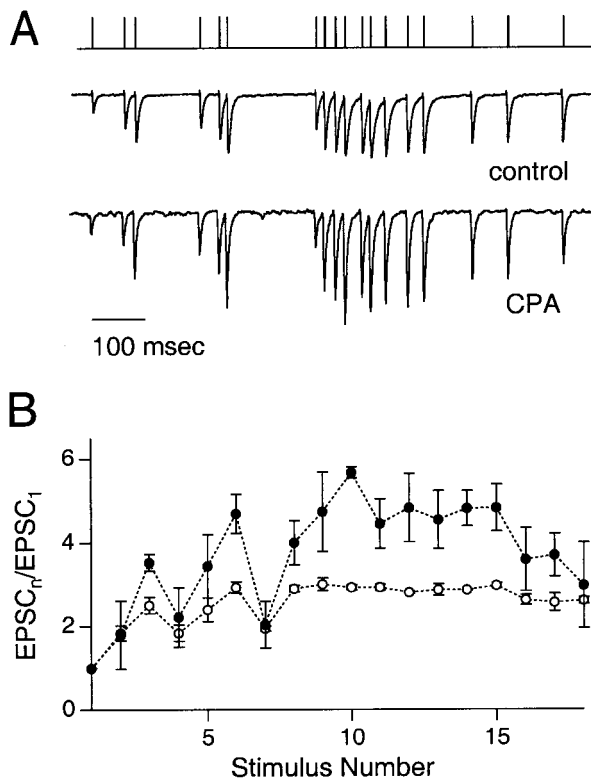 A
control
CPA
100 msec
B
EPSCn/EPSC1
6
4
2
0
5
10
15
Stimulus Number